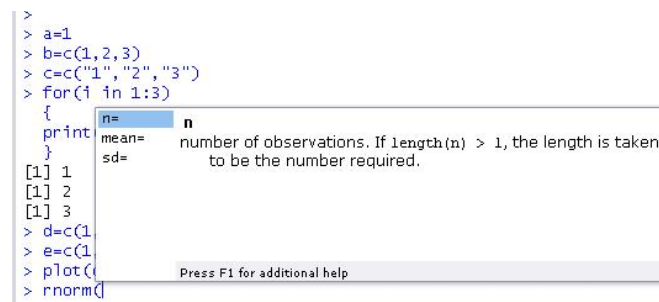 >
> a=1
> b=c(1,2,3)
> c=c("1","2","3")
> for(i in 1:3)
{
print(
}
[1] 1
[1] 2
[1] 3
> d=c(1,
> e=c(1,
> plot(
> rnorm(
n=
mean=
sd=
n
number of observations. If length(n) > 1, the length is taken
to be the number required.
Press F1 for additional help